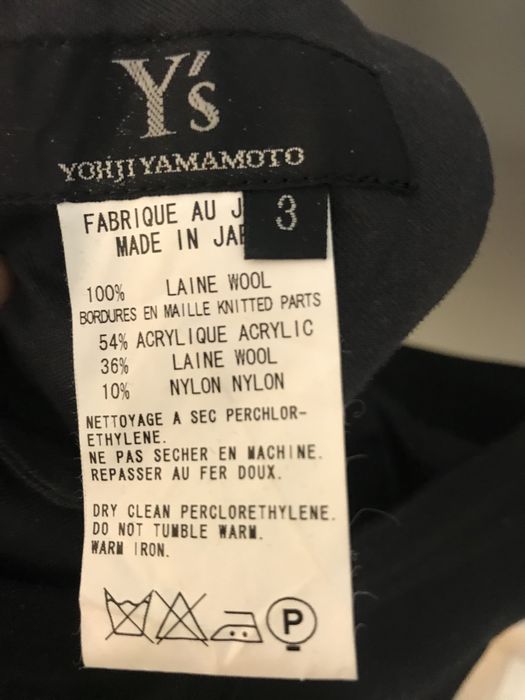 Y's
YOHJI YAMAMOTO
3
FABRIQUE AU J
MADE IN JAP
100% LAINE WOOL
BORDURES EN MAILLE KNITTED PARTS
54% ACRYLIQUE ACRYLIC
36% LAINE WOOL
10% NYLON NYLON
NETTOYAGE A SEC PERCHLOR-
ETHYLENE.
NE PAS SECHER EN MACHINE.
REPASSER AU FER DOUX.
DRY CLEAN PERCLORETHYLENE.
DO NOT TUMBLE WARM.
WARM IRON.
P